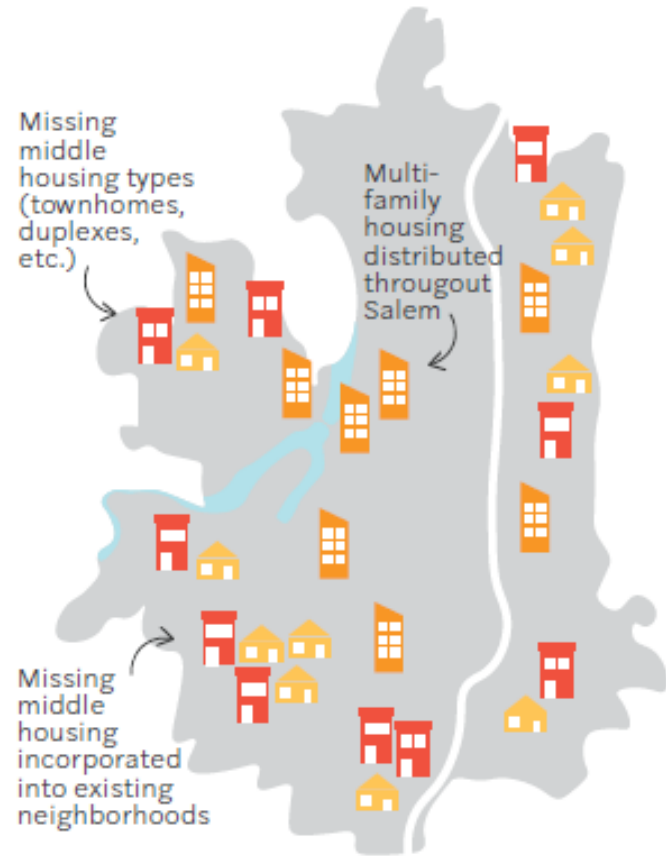 Missing
middle
housing types
(townhomes,
duplexes,
etc.)
Multi-
family
housing
distributed
througout
Salem
Missing
middle
housing
incorporated
into existing
neighborhoods